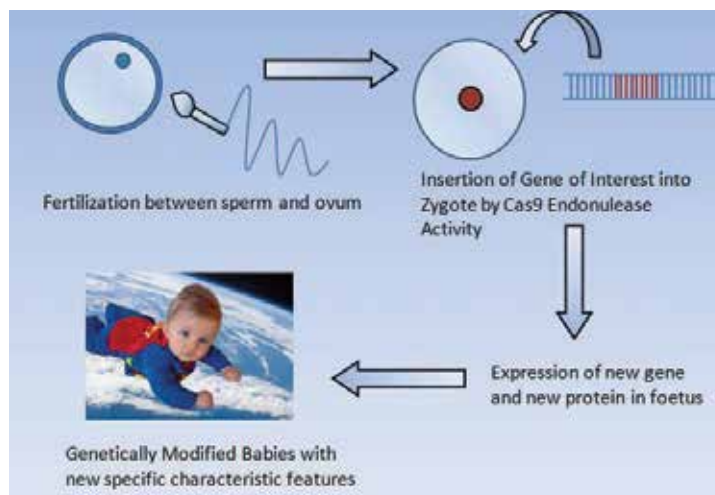 Fertilization between sperm and ovum
Insertion of Gene of Interest into
Zygote by Cas9 Endonulease
Activity
Expression of new gene
and new protein in foetus
Genetically Modified Babies with
new specific characteristic features